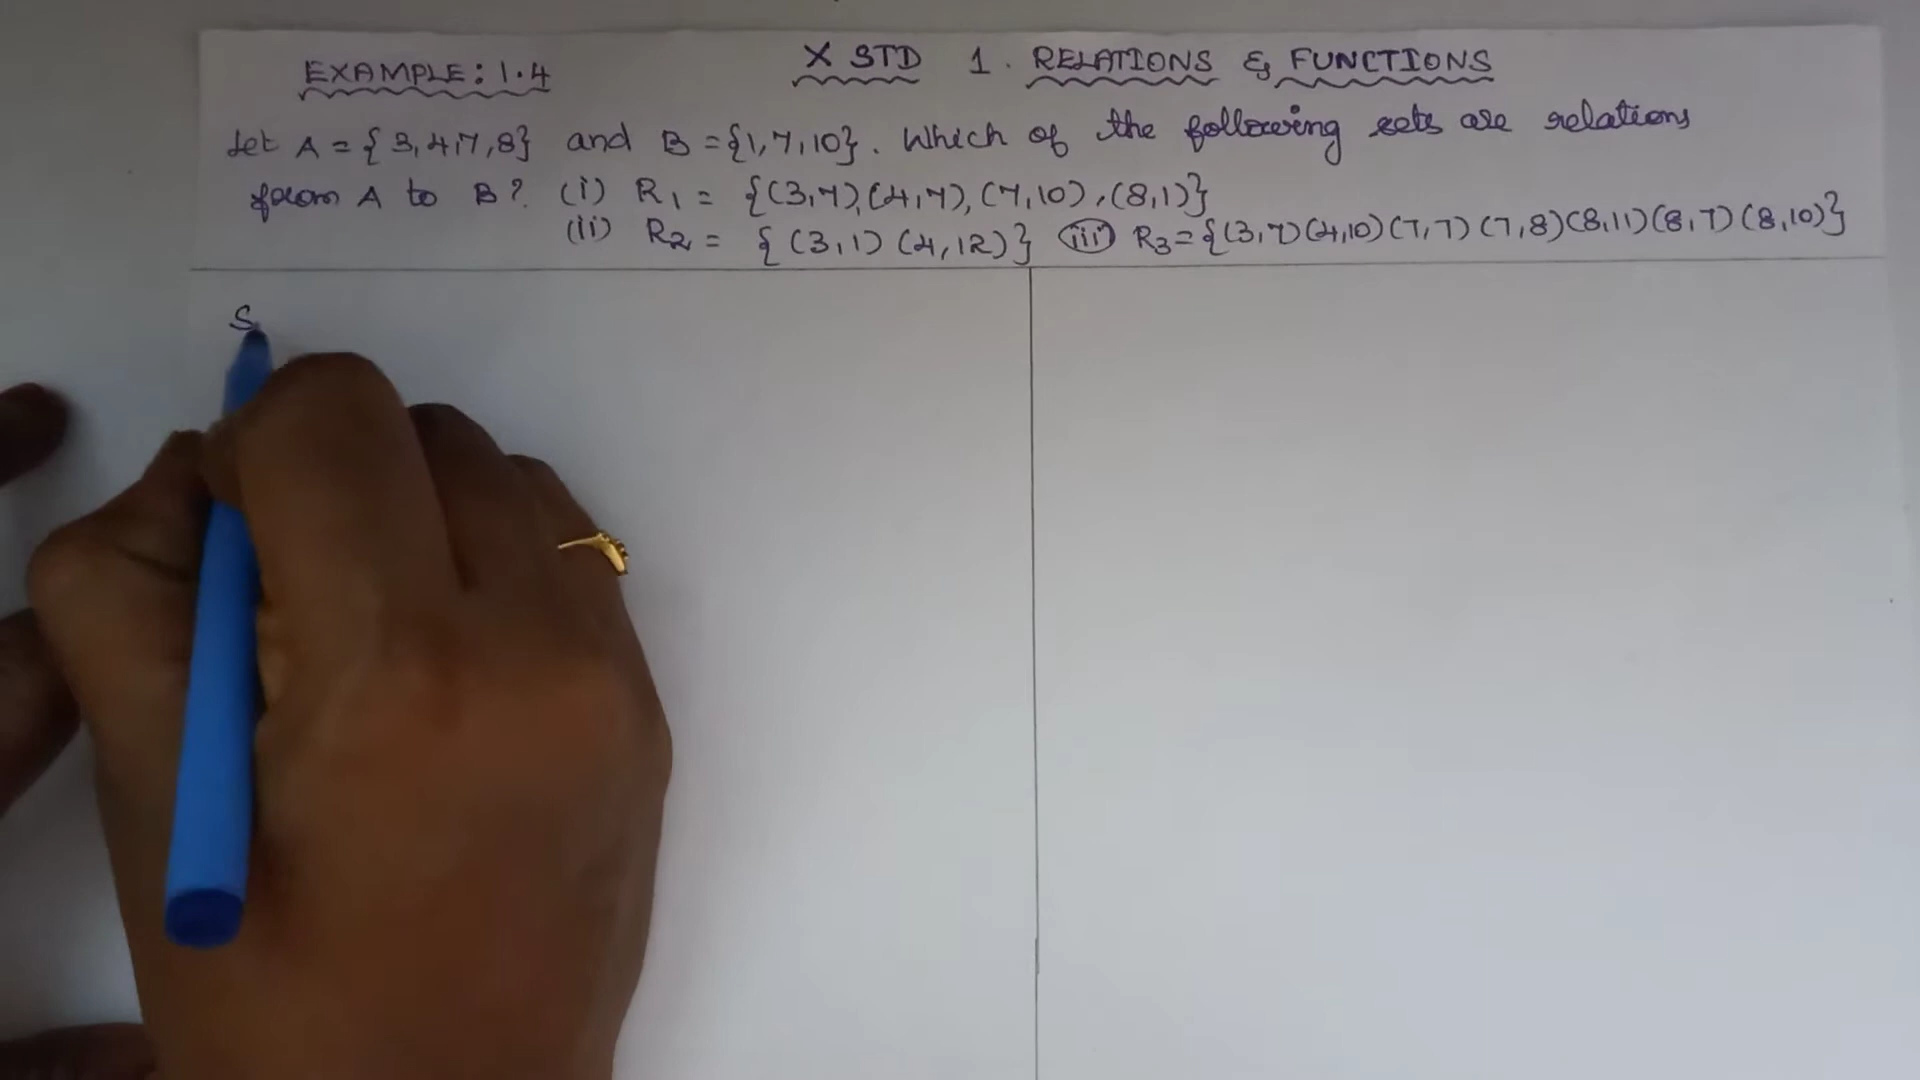 EXAMPLE: 1.4 X STD 1. RELATIONS & FUNCTIONS
Let A = {3,4,7,8} and B = {1,7,10}. Which of the following sets are relations
from A to B? (i) R1 = {(3,7),(4,7),(7,10),(8,1)}
(ii) R2 = {(3,1)(4,12)} (iii) R3={(3,7)(4,10)(7,7)(7,8)(8,11)(8,7)(8,10)}
S